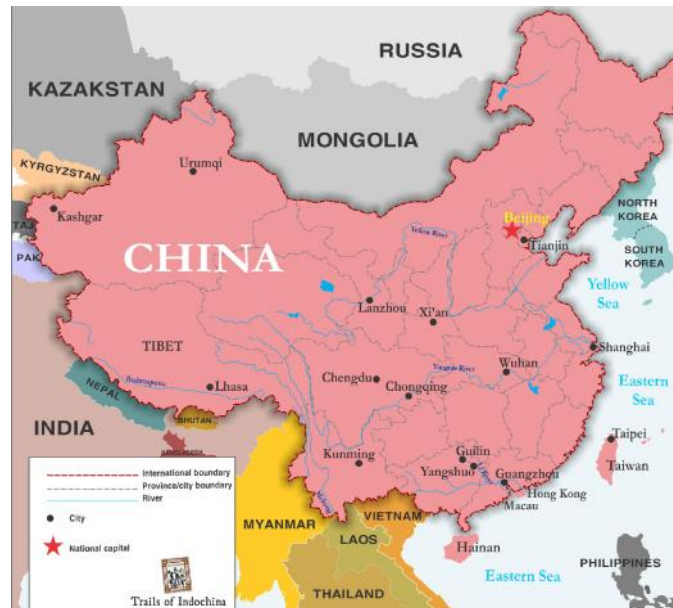 RUSSIA
KAZAKSTAN
MONGOLIA
Urumqi
KYRGYZSTAN
NORTH
KOREA
Beijing
Kashgar
TAJ
Yellow River
Tianjin
SOUTH
KOREA
CHINA
PAK
Yellow
Sea
Lanzhou
Xi'an
TIBET
Shanghai
Wuhan
Yangtze River
Chengdu
Eastern
Sea
Lhasa
Chongqing
NEPAL
INDIA
BHUTAN
Taipei
Guilin
Kunming
Yangshuo
Taiwan
Guangzhou
Hong Kong
Macau
International boundary
Province/city boundary
River
City
VIETNAM
MYANMAR
LAOS
Hainan
National capital
PHILIPPINES
Eastern Sea
THAILAND
Trails of Indochina